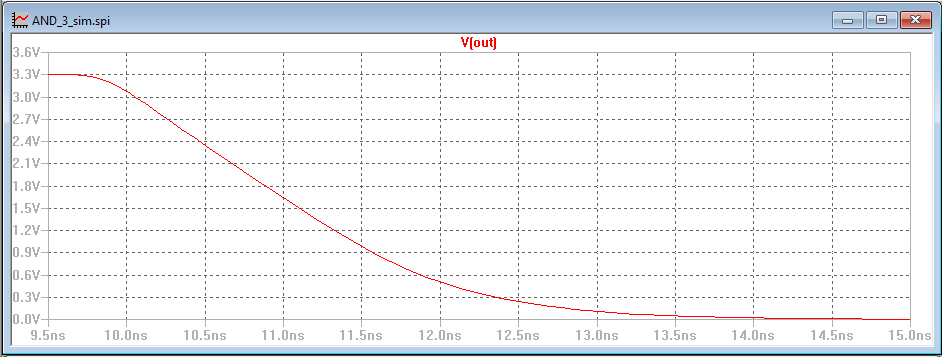 AND_3_sim.spi
V(out)
3.6V
3.3V
3.0V
2.7V
2.4V
2.1V
1.8V
1.5V
1.2V
0.9V
0.6V
0.3V
0.0V
9.5ns 10.0ns 10.5ns 11.0ns 11.5ns 12.0ns 12.5ns 13.0ns 13.5ns 14.0ns 14.5ns 15.0ns